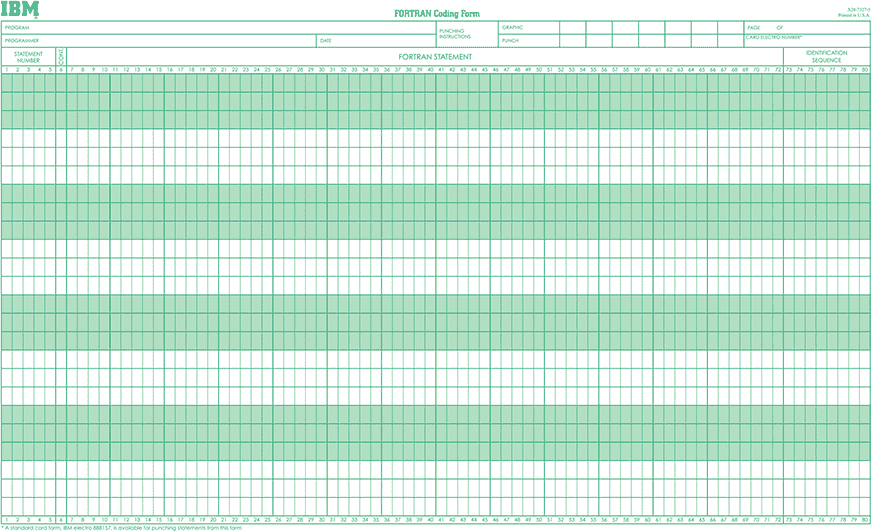 IBM
FORTRAN Coding Form
X28-7327-5
Printed in U.S.A.
PROGRAM
PROGRAMMER
DATE
PUNCHING
INSTRUCTIONS
GRAPHIC
PUNCH
PAGE OF
CARD ELECTRO NUMBER*
STATEMENT
NUMBER
CONT.
FORTRAN STATEMENT
IDENTIFICATION
SEQUENCE
1 2 3 4 5 6 7 8 9 10 11 12 13 14 15 16 17 18 19 20 21 22 23 24 25 26 27 28 29 30 31 32 33 34 35 36 37 38 39 40 41 42 43 44 45 46 47 48 49 50 51 52 53 54 55 56 57 58 59 60 61 62 63 64 65 66 67 68 69 70 71 72 73 74 75 76 77 78 79 80
1 2 3 4 5 6 7 8 9 10 11 12 13 14 15 16 17 18 19 20 21 22 23 24 25 26 27 28 29 30 31 32 33 34 35 36 37 38 39 40 41 42 43 44 45 46 47 48 49 50 51 52 53 54 55 56 57 58 59 60 61 62 63 64 65 66 67 68 69 70 71 72 73 74 75 76 77 78 79 80
* A standard card form, IBM electro 888157, is available for punching statements from this form